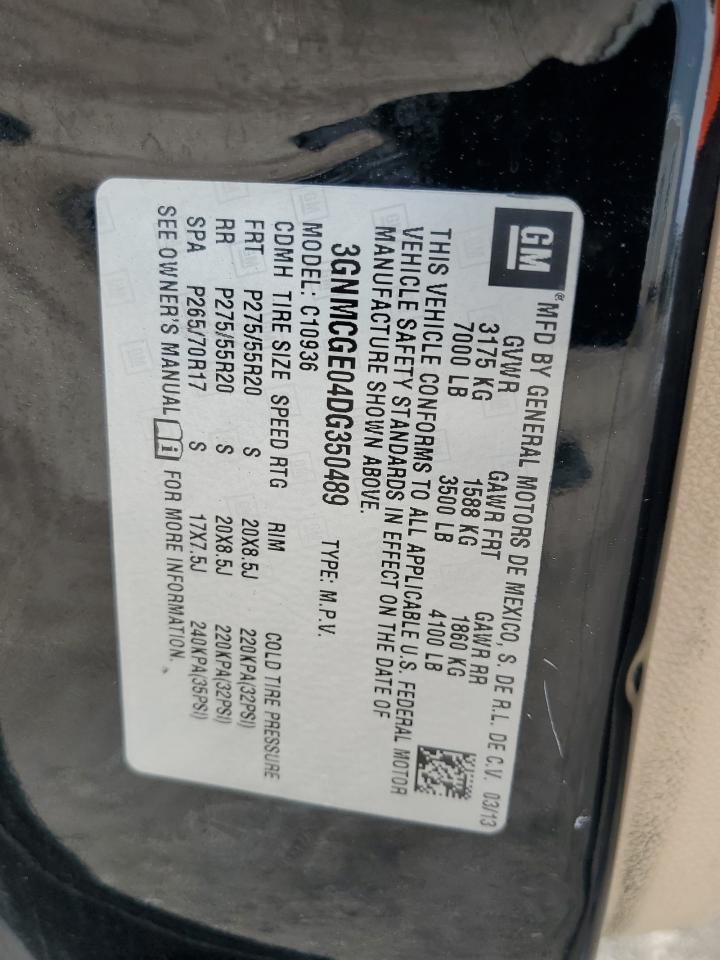 GM ® MFD BY GENERAL MOTORS DE MEXICO, S. DE R.L. DE C.V. 03/13
GVWR GAWR FRT GAWR RR
3175 KG 1588 KG 1860 KG
7000 LB 3500 LB 4100 LB
THIS VEHICLE CONFORMS TO ALL APPLICABLE U.S. FEDERAL MOTOR
VEHICLE SAFETY STANDARDS IN EFFECT ON THE DATE OF
MANUFACTURE SHOWN ABOVE.
3GNMCGE04DG350489 TYPE: M.P.V.
MODEL: C10936
CDMH TIRE SIZE SPEED RTG RIM COLD TIRE PRESSURE
FRT P275/55R20 S 20X8.5J 220KPA(32PSI)
RR P275/55R20 S 20X8.5J 220KPA(32PSI)
SPA P265/70R17 S 17X7.5J 240KPA(35PSI)
SEE OWNER'S MANUAL i FOR MORE INFORMATION.